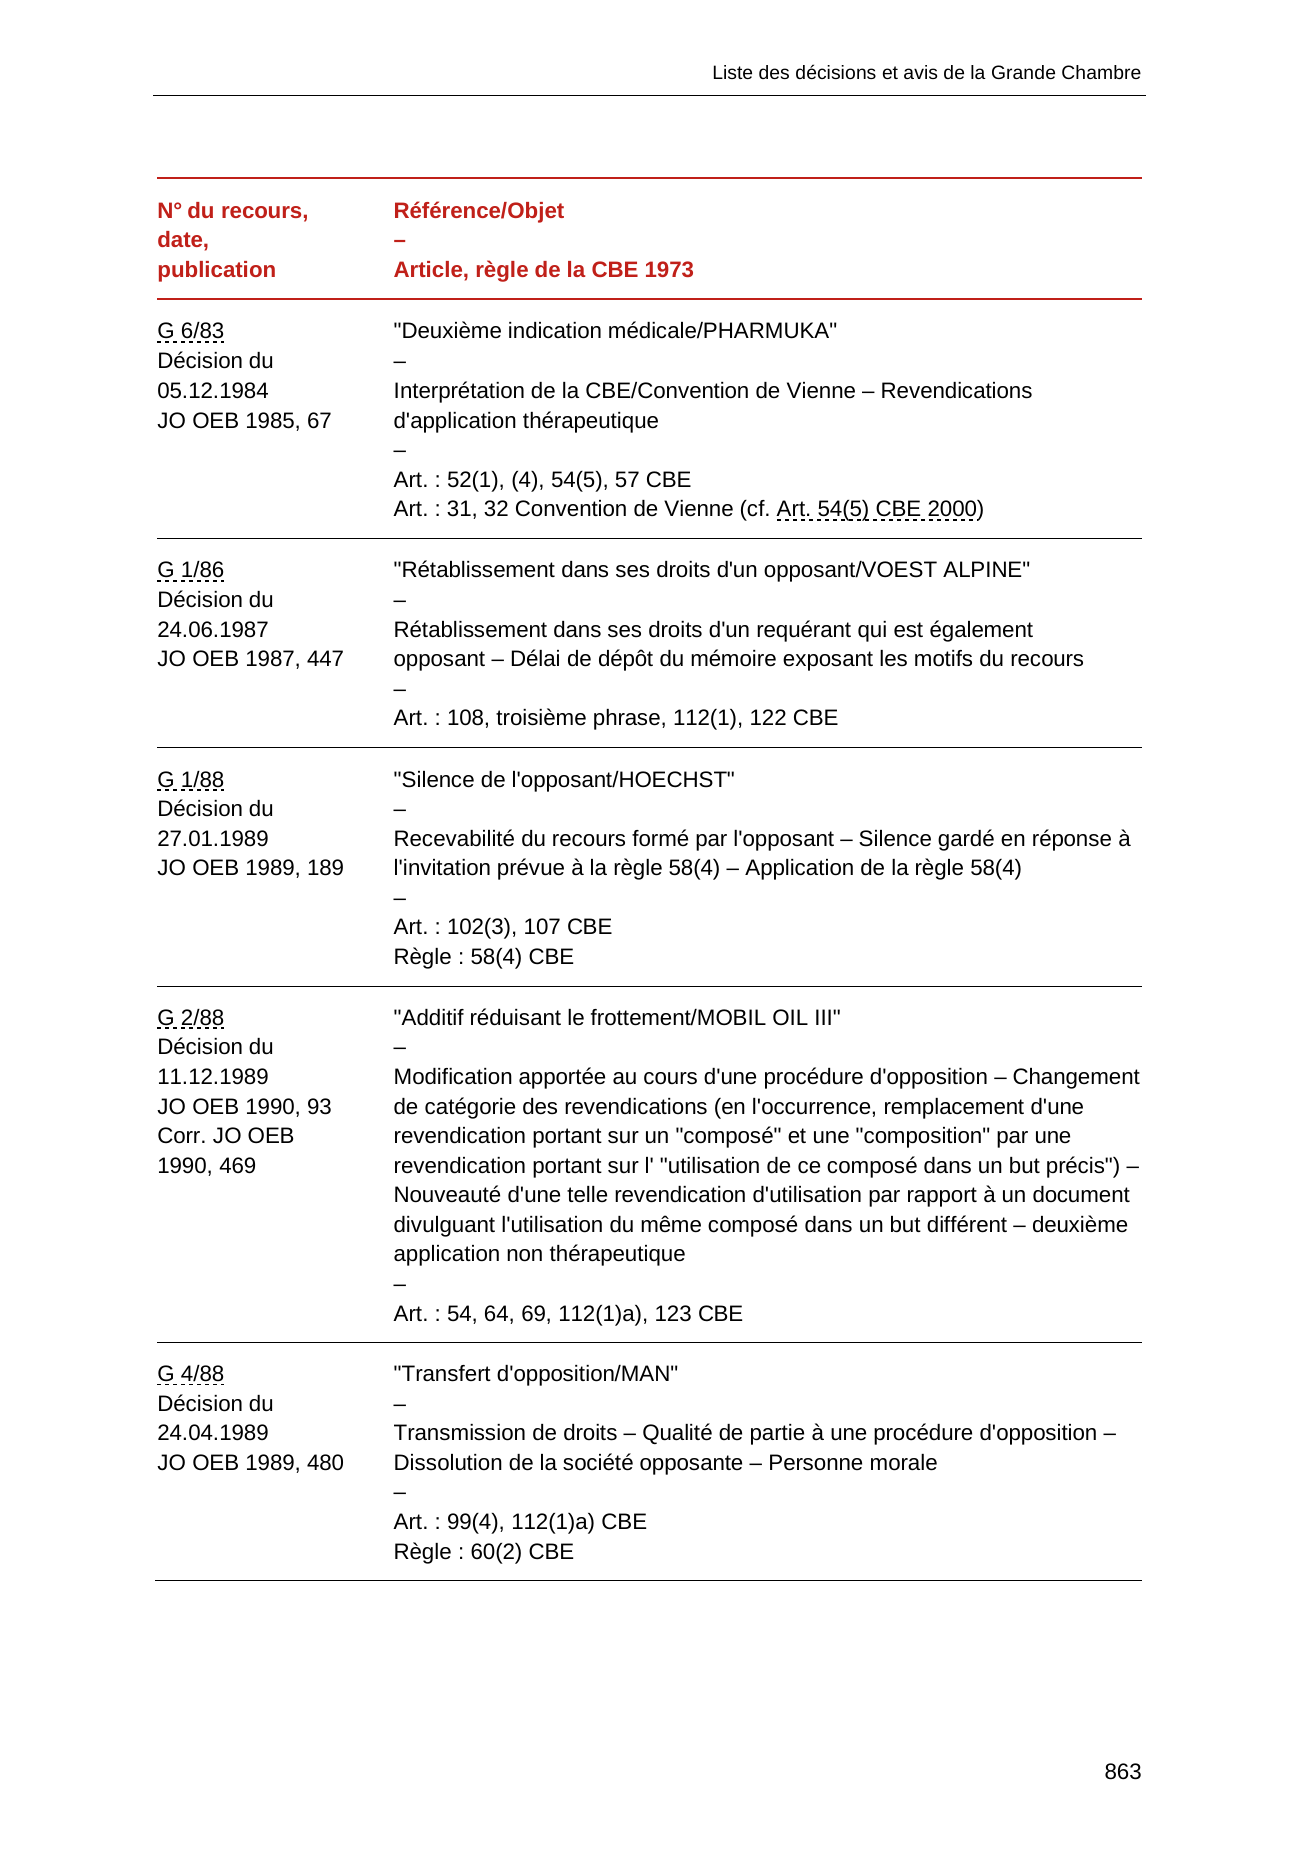 Liste des décisions et avis de la Grande Chambre
N° du recours,
date,
publication
Référence/Objet
–
Article, règle de la CBE 1973
G 6/83
Décision du
05.12.1984
JO OEB 1985, 67
"Deuxième indication médicale/PHARMUKA"
–
Interprétation de la CBE/Convention de Vienne – Revendications
d'application thérapeutique
–
Art. : 52(1), (4), 54(5), 57 CBE
Art. : 31, 32 Convention de Vienne (cf. Art. 54(5) CBE 2000)
G 1/86
Décision du
24.06.1987
JO OEB 1987, 447
"Rétablissement dans ses droits d'un opposant/VOEST ALPINE"
–
Rétablissement dans ses droits d'un requérant qui est également
opposant – Délai de dépôt du mémoire exposant les motifs du recours
–
Art. : 108, troisième phrase, 112(1), 122 CBE
G 1/88
Décision du
27.01.1989
JO OEB 1989, 189
"Silence de l'opposant/HOECHST"
–
Recevabilité du recours formé par l'opposant – Silence gardé en réponse à
l'invitation prévue à la règle 58(4) – Application de la règle 58(4)
–
Art. : 102(3), 107 CBE
Règle : 58(4) CBE
G 2/88
Décision du
11.12.1989
JO OEB 1990, 93
Corr. JO OEB
1990, 469
"Additif réduisant le frottement/MOBIL OIL III"
–
Modification apportée au cours d'une procédure d'opposition – Changement
de catégorie des revendications (en l'occurrence, remplacement d'une
revendication portant sur un "composé" et une "composition" par une
revendication portant sur l' "utilisation de ce composé dans un but précis") –
Nouveauté d'une telle revendication d'utilisation par rapport à un document
divulguant l'utilisation du même composé dans un but différent – deuxième
application non thérapeutique
–
Art. : 54, 64, 69, 112(1)a), 123 CBE
G 4/88
Décision du
24.04.1989
JO OEB 1989, 480
"Transfert d'opposition/MAN"
–
Transmission de droits – Qualité de partie à une procédure d'opposition –
Dissolution de la société opposante – Personne morale
–
Art. : 99(4), 112(1)a) CBE
Règle : 60(2) CBE
863